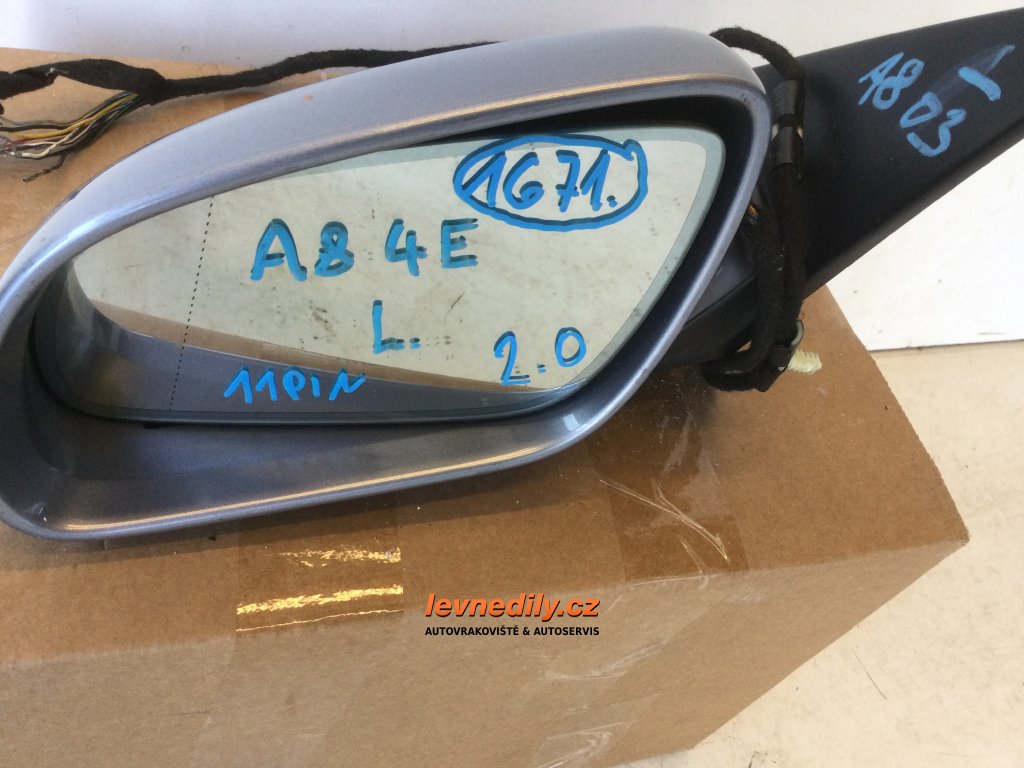 1671.
A8 4E
L.
2.0
11PIN
A8
03
levnedily.cz
AUTOVRAKOVIŠTĚ & AUTOSERVIS